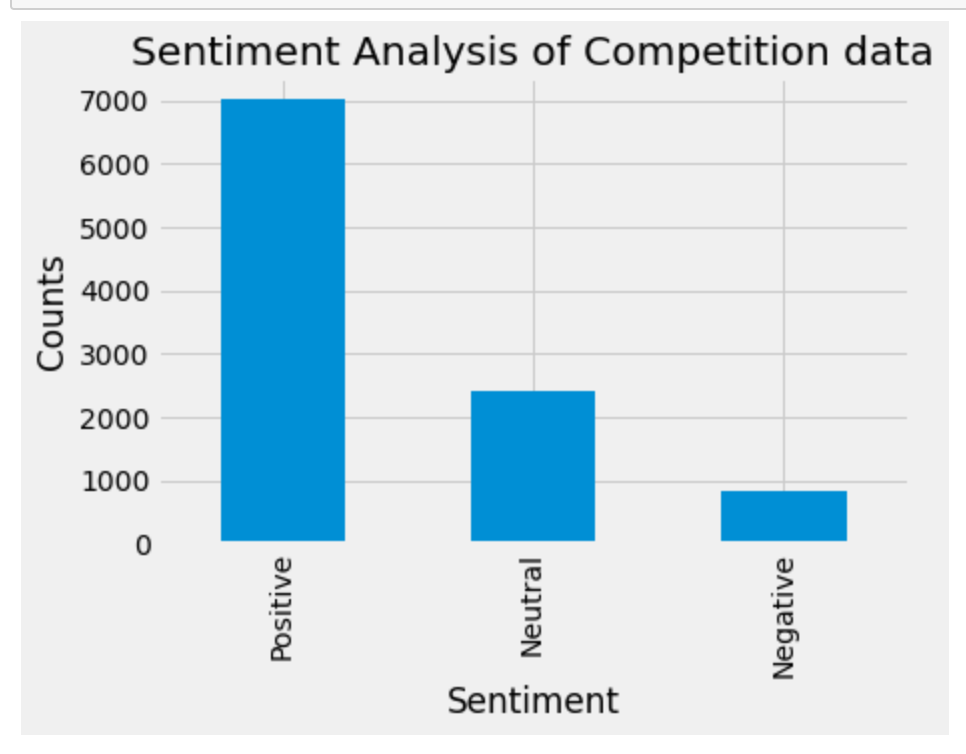 Sentiment Analysis of Competition data
7000
6000
5000
4000
3000
2000
1000
0
Counts
Positive
Neutral
Negative
Sentiment